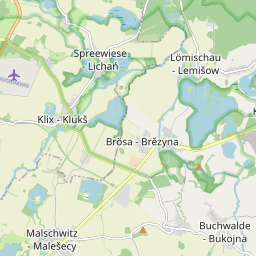 Spreewiese
- Lichań
Lömischau
- Lemišow
Klix - Klukš
Brösa - Brězyna
Malschwitz
- Malešecy
Buchwalde
- Bukojna